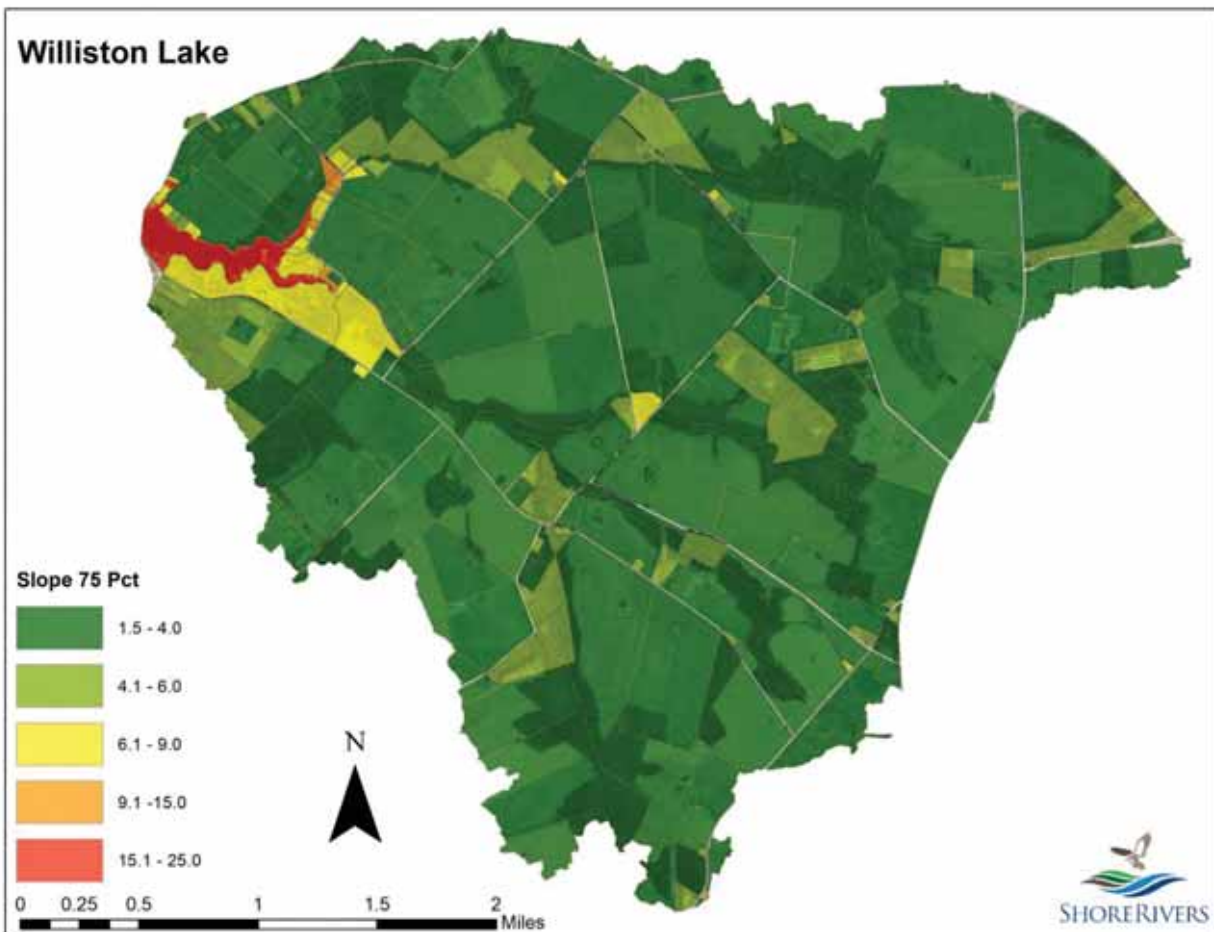 Williston Lake
Slope 75 Pct
1.5 - 4.0
4.1 - 6.0
6.1 - 9.0
9.1 -15.0
15.1 - 25.0
N
0 0.25 0.5 1 1.5 2
Miles
SHORERIVERS